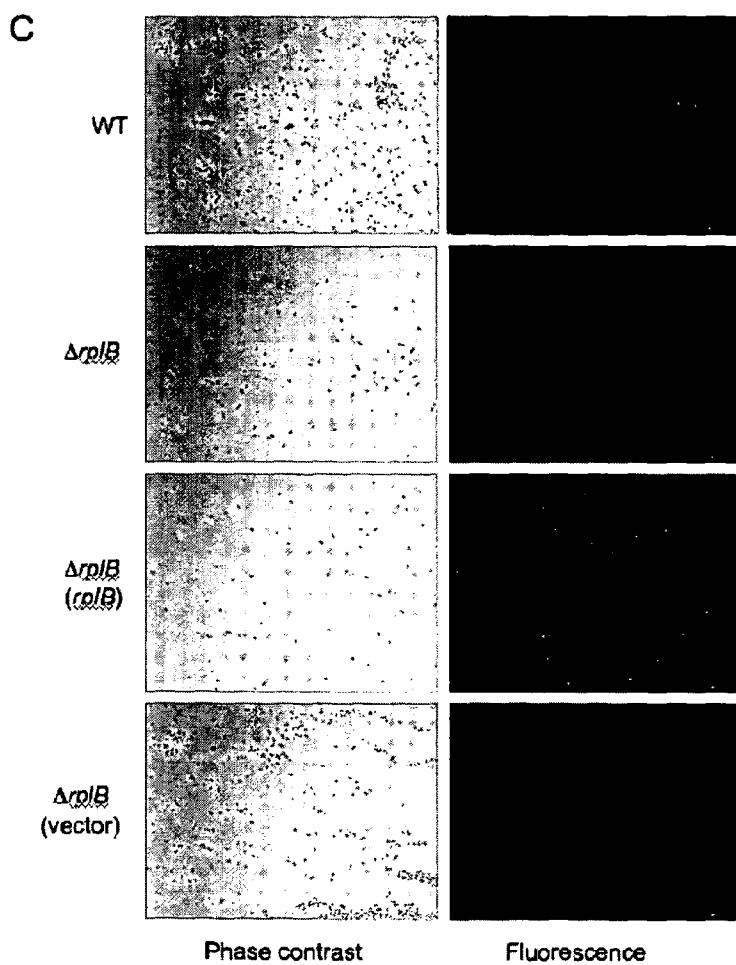 C
WT
ΔrplB
ΔrplB
(rplB)
ΔrplB
(vector)
Phase contrast
Fluorescence